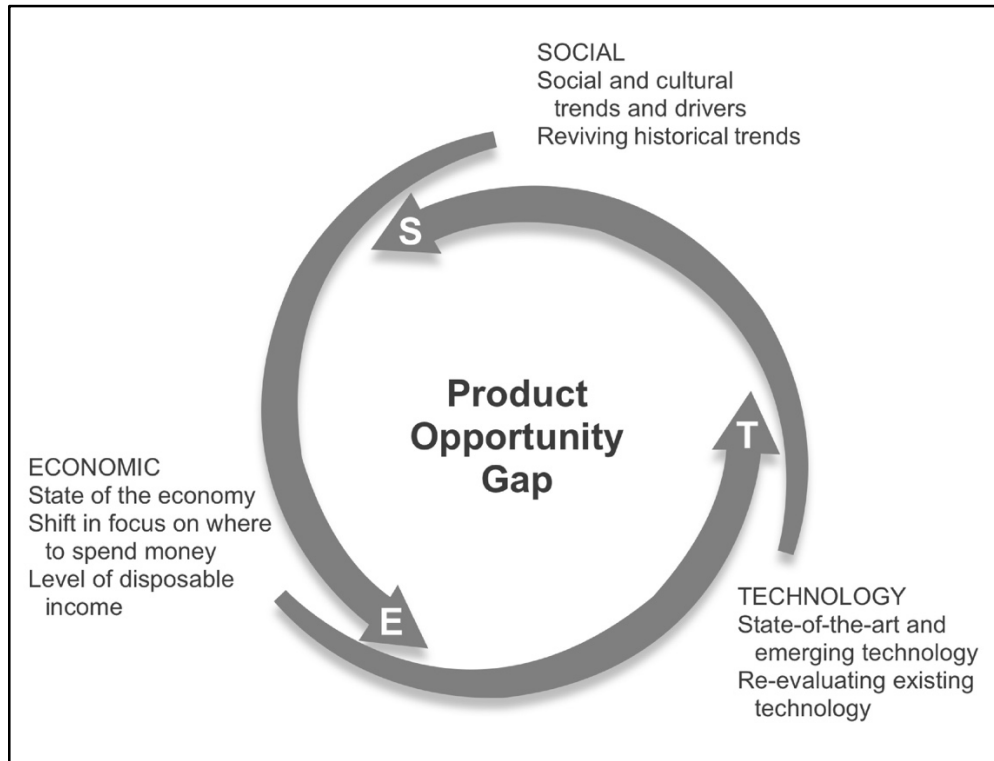 SOCIAL
Social and cultural
trends and drivers
Reviving historical trends
S
Product
Opportunity
Gap
T
ECONOMIC
State of the economy
Shift in focus on where
to spend money
Level of disposable
income
E
TECHNOLOGY
State-of-the-art and
emerging technology
Re-evaluating existing
technology